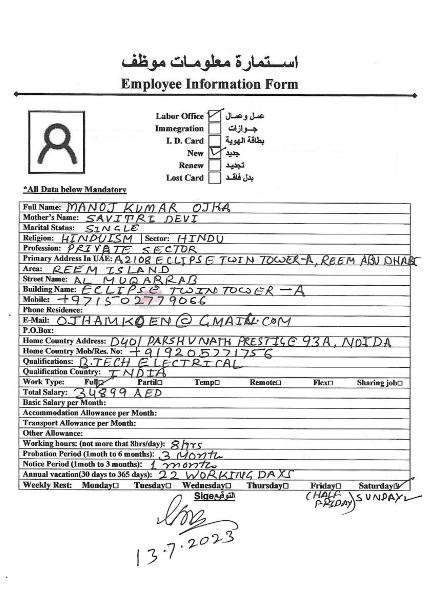 استمارة معلومات موظف
Employee Information Form
Labor Office عمل وعمال
Immegration جوازات
I. D. Card بطاقة الهوية
New جديد
Renew تجديد
Lost Card بدل فاقد
*All Data below Mandatory
Full Name: MANOJ KUMAR OJHA
Mother's Name: SAVITRI DEVI
Marital Status: SINGLE
Religion: HINDUISM Sector: HINDU
Profession: PRIVATE SECTOR
Primary Address In UAE: A2108 ECLIPSE TWIN TOWER-A, REEM ABU DHABI
Area: REEM ISLAND
Street Name: AL MUQARRAB
Building Name: ECLIPSE TWIN TOWER-A
Mobile: +971502779066
Phone Residence:
E-Mail: OJHAMKOEN@GMAIL.COM
P.O.Box:
Home Country Address: D401 PARSHVNATH PRESTIGE 93A, NOIDA
Home Country Mob/Res. No: +919205771756
Qualifications: B.TECH ELECTRICAL
Qualification Country: INDIA
Work Type: Full Partil Temp Remote Flex Sharing job
Total Salary: 34899 AED
Basic Salary per Month:
Accommodation Allowance per Month:
Transport Allowance per Month:
Other Allowance:
Working hours: (not more that 8hrs/day): 8hrs
Probation Period (1moth to 6 months): 3 Month
Notice Period (1moth to 3 months): 1 month
Annual vacation(30 days to 365 days): 22 WORKING DAYS
Weekly Rest: Monday Tuesday Wednesday Thursday Friday Saturday
Sige التوقيع (HALF FRIDAY) SUNDAY
13.7.2023